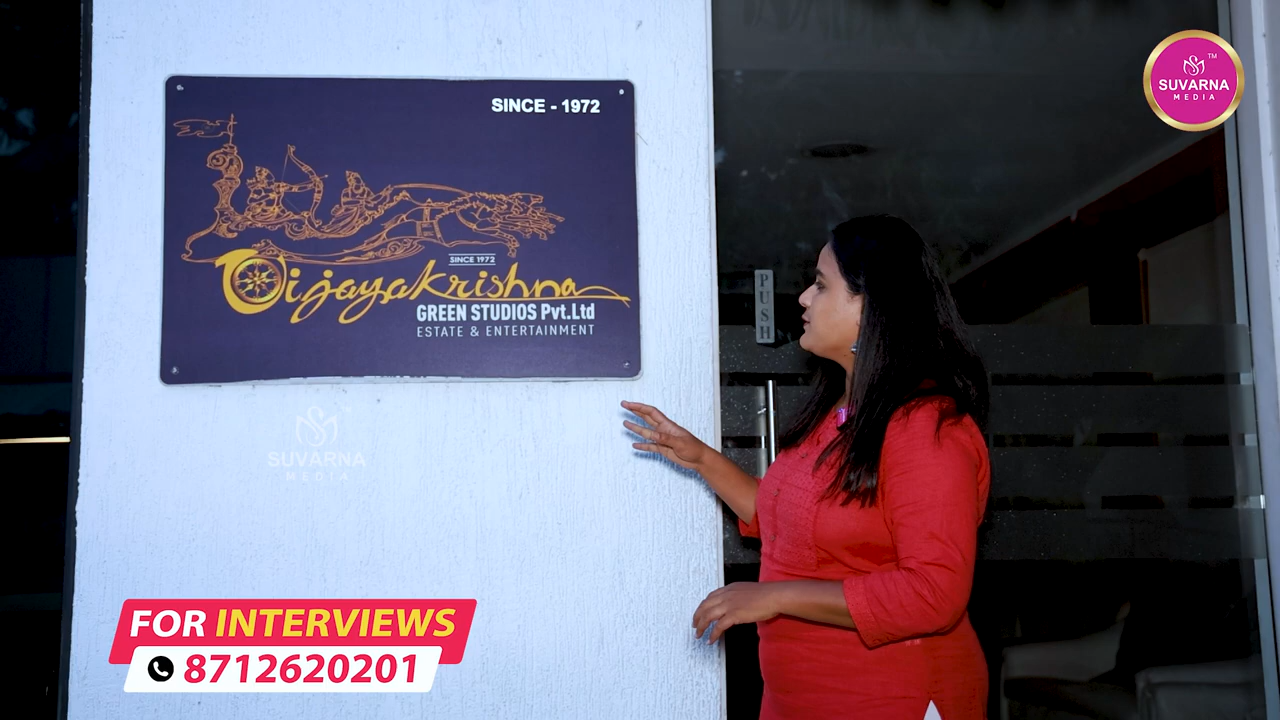 SINCE - 1972
SINCE 1972
Vijayakrishna
GREEN STUDIOS Pvt.Ltd
ESTATE & ENTERTAINMENT
PUSH
SUVARNA
MEDIA
TM
SUVARNA
MEDIA
FOR INTERVIEWS
8712620201